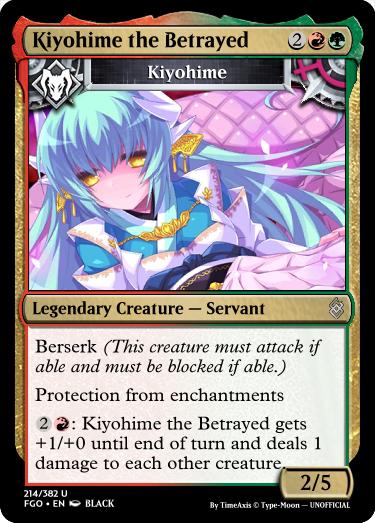 Kiyohime the Betrayed 2
Kiyohime
Legendary Creature — Servant
Berserk (This creature must attack if
able and must be blocked if able.)
Protection from enchantments
2 : Kiyohime the Betrayed gets
+1/+0 until end of turn and deals 1
damage to each other creature.
2/5
214/382 U
FGO • EN BLACK
By TimeAxis © Type-Moon — UNOFFICIAL